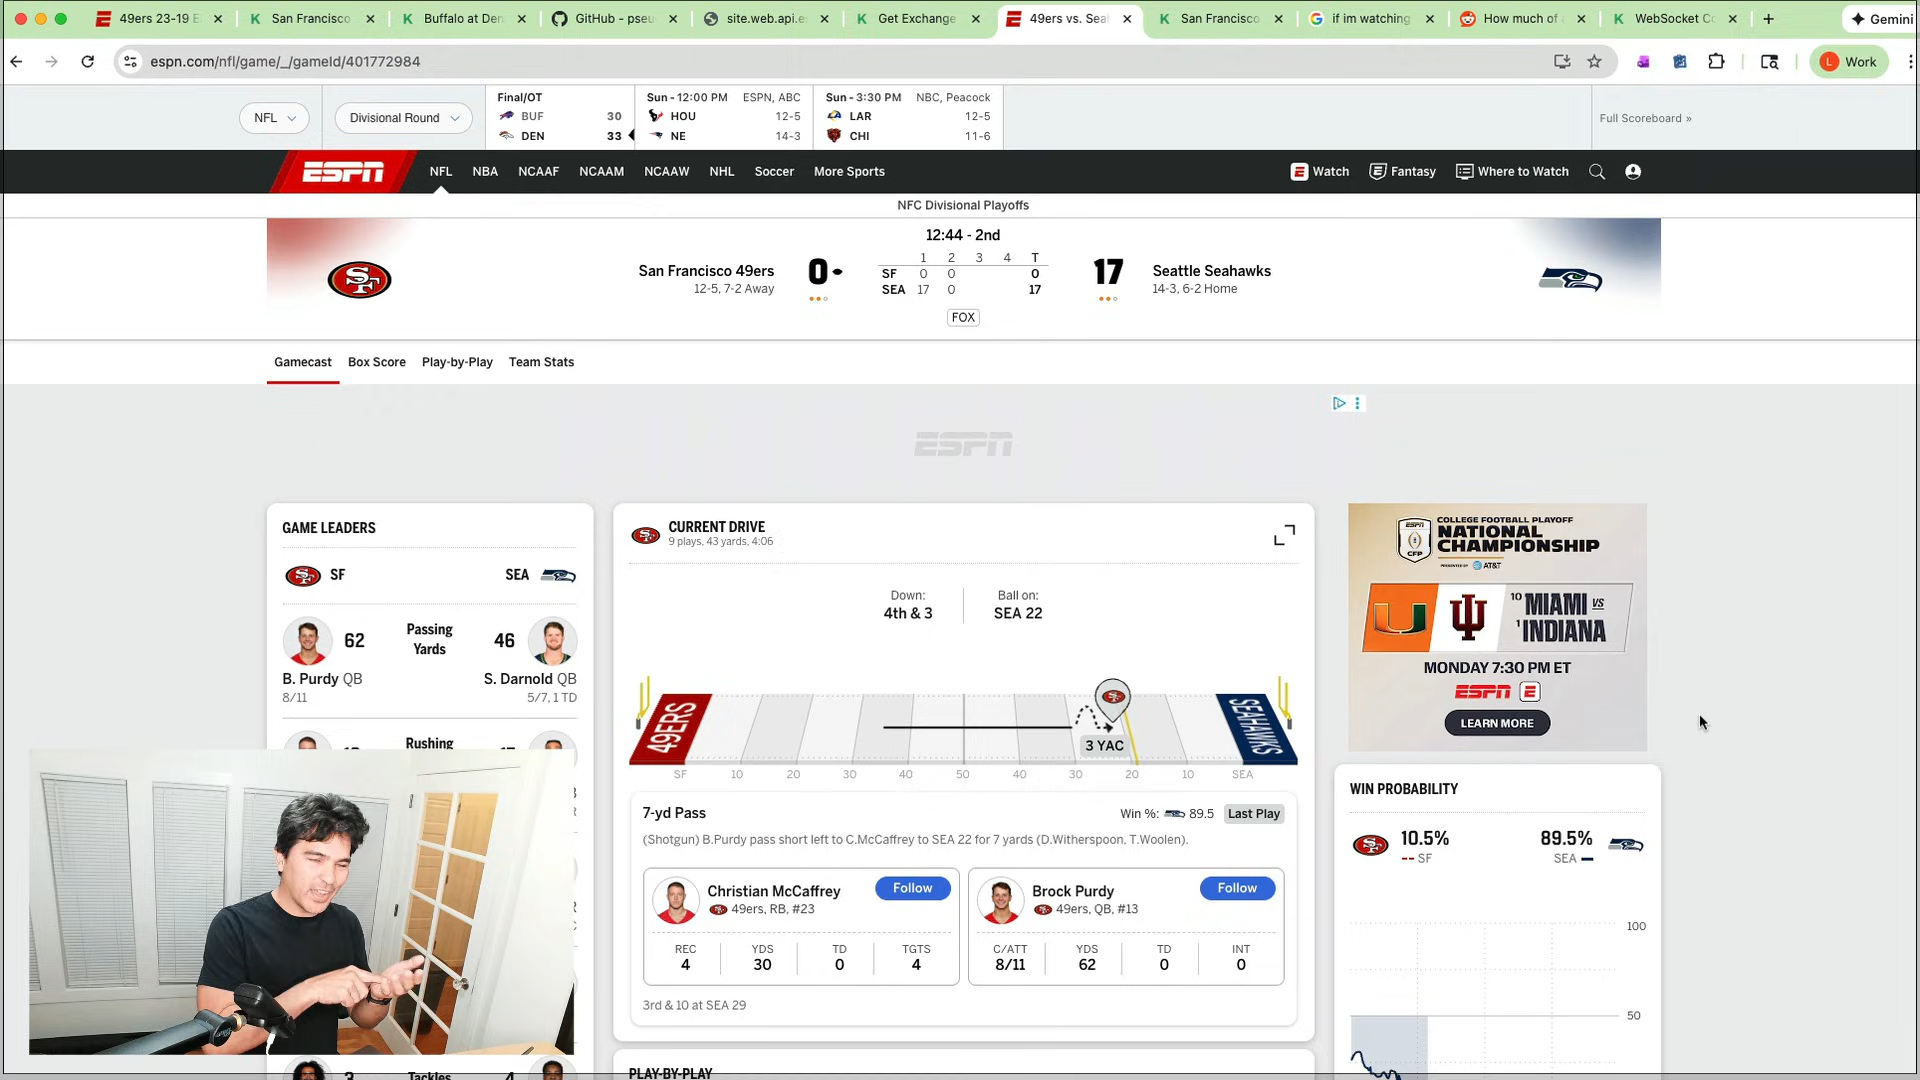 49ers 23-19 E
San Francisco
Buffalo at Den
GitHub - pseu
site.web.api.es
Get Exchange
49ers vs. Seah
San Francisco
if im watching
How much of a
WebSocket Co
Gemini
espn.com/nfl/game/_/gameId/401772984
L Work
NFL
Divisional Round
Final/OT
BUF 30
DEN 33
Sun - 12:00 PM ESPN, ABC
HOU 12-5
NE 14-3
Sun - 3:30 PM NBC, Peacock
LAR 12-5
CHI 11-6
Full Scoreboard »
ESPN
NFL NBA NCAAF NCAAM NCAAW NHL Soccer More Sports
Watch Fantasy Where to Watch
NFC Divisional Playoffs
12:44 - 2nd
San Francisco 49ers
12-5, 7-2 Away
0
1 2 3 4 T
SF 0 0 0
SEA 17 0 17
17
Seattle Seahawks
14-3, 6-2 Home
FOX
Gamecast Box Score Play-by-Play Team Stats
ESPN
GAME LEADERS
SF SEA
62 Passing Yards 46
B. Purdy QB
8/11
S. Darnold QB
5/7, 1 TD
Rushing
Tackles
3 4
CURRENT DRIVE
9 plays, 43 yards, 4:06
Down:
4th & 3
Ball on:
SEA 22
49ERS
SEAHAWKS
3 YAC
SF 10 20 30 40 50 40 30 20 10 SEA
7-yd Pass
Win %: 89.5 Last Play
(Shotgun) B.Purdy pass short left to C.McCaffrey to SEA 22 for 7 yards (D.Witherspoon, T.Woolen).
Christian McCaffrey
49ers, RB, #23
Follow
REC YDS TD TGTS
4 30 0 4
Brock Purdy
49ers, QB, #13
Follow
C/ATT YDS TD INT
8/11 62 0 0
3rd & 10 at SEA 29
PLAY-BY-PLAY
ESPN
CFP
COLLEGE FOOTBALL PLAYOFF
NATIONAL
CHAMPIONSHIP
PRESENTED BY AT&T
10 MIAMI VS
1 INDIANA
MONDAY 7:30 PM ET
ESPN
LEARN MORE
WIN PROBABILITY
10.5%
-- SF
89.5%
SEA
100
50